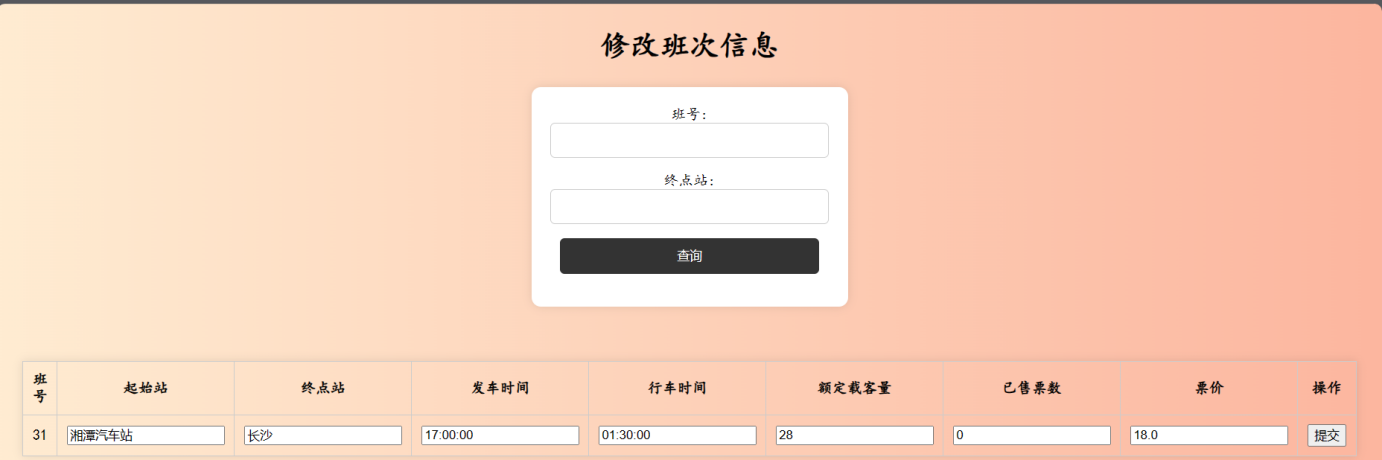 修改班次信息
班号：
终点站：
查询
班号 起始站 终点站 发车时间 行车时间 额定载客量 已售票数 票价 操作
31 湘潭汽车站 长沙 17:00:00 01:30:00 28 0 18.0 提交